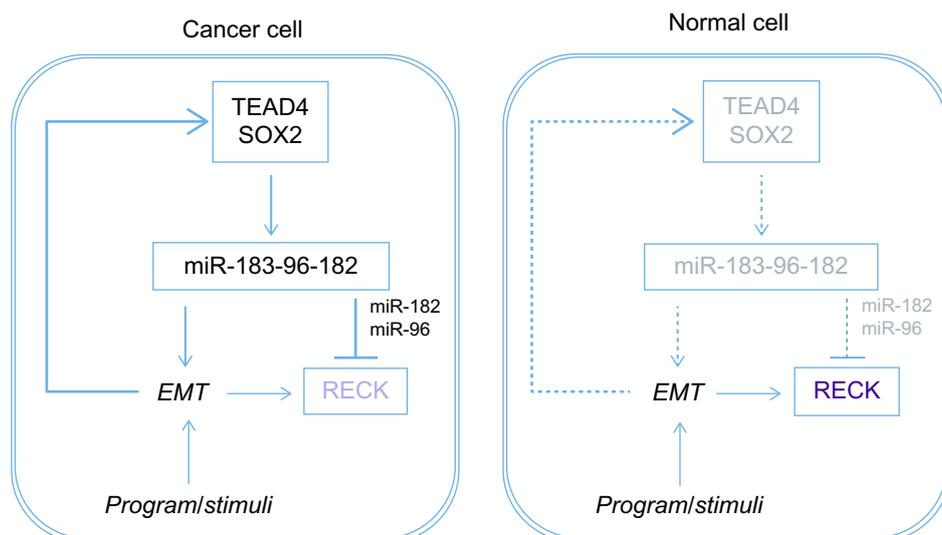 Cancer cell
TEAD4
SOX2
miR-183-96-182
miR-182
miR-96
EMT
RECK
Program/stimuli
Normal cell
TEAD4
SOX2
miR-183-96-182
miR-182
miR-96
EMT
RECK
Program/stimuli